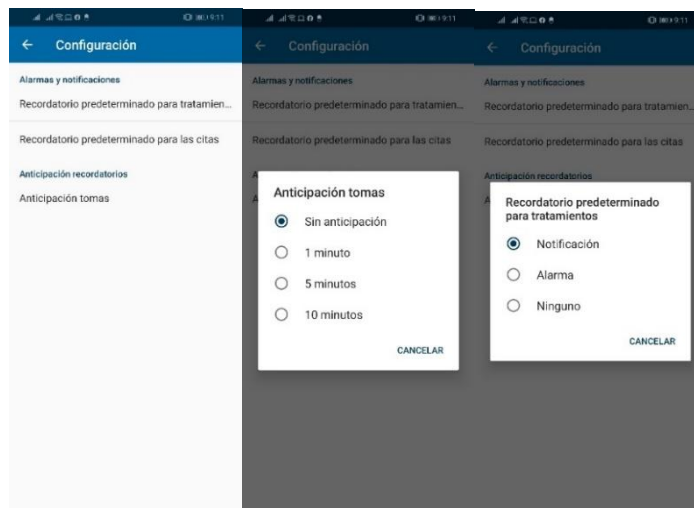 9:11
Configuración
Alarmas y notificaciones
Recordatorio predeterminado para tratamien...
Recordatorio predeterminado para las citas
Anticipación recordatorios
Anticipación tomas
9:11
Configuración
Alarmas y notificaciones
Recordatorio predeterminado para tratamien...
Recordatorio predeterminado para las citas
A
A
Anticipación tomas
Sin anticipación
1 minuto
5 minutos
10 minutos
CANCELAR
9:11
Configuración
Alarmas y notificaciones
Recordatorio predeterminado para tratamien...
Recordatorio predeterminado para las citas
Anticipación recordatorios
A
Recordatorio predeterminado
para tratamientos
Notificación
Alarma
Ninguno
CANCELAR